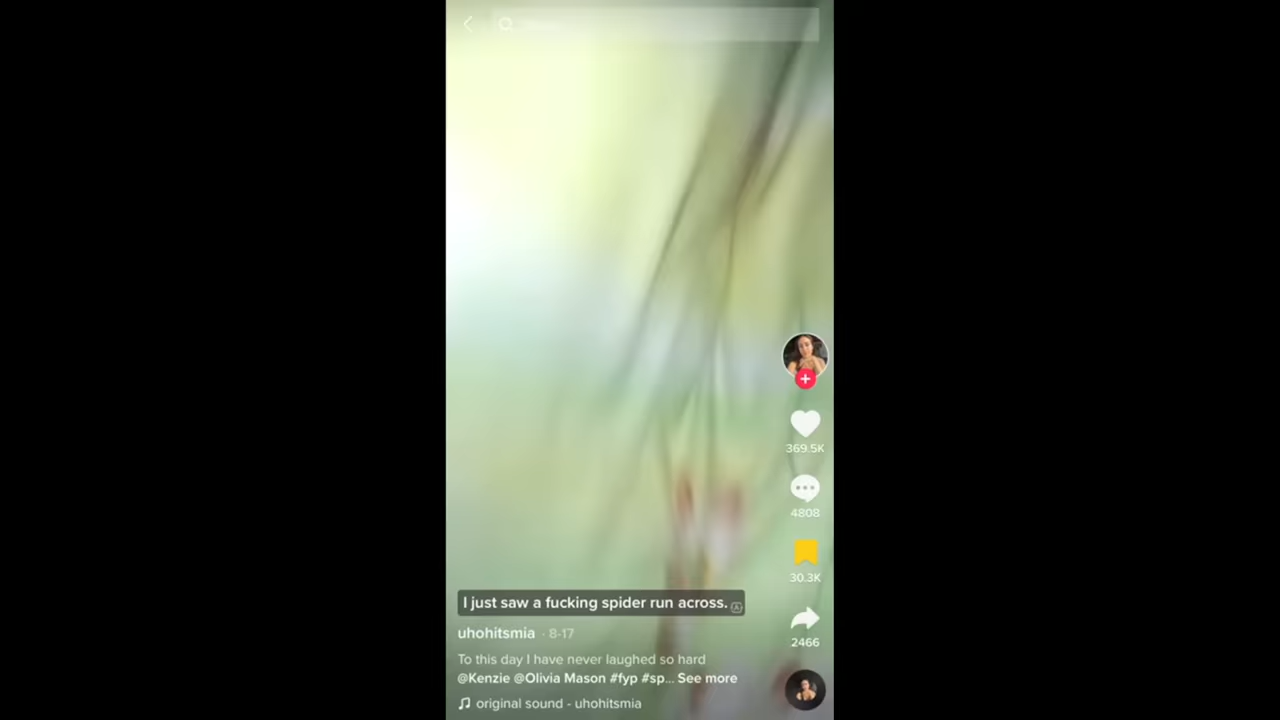 369.5K
4808
30.3K
2466
I just saw a fucking spider run across.
uhohitsmia · 8-17
To this day I have never laughed so hard
@Kenzie @Olivia Mason #fyp #sp... See more
original sound - uhohitsmia